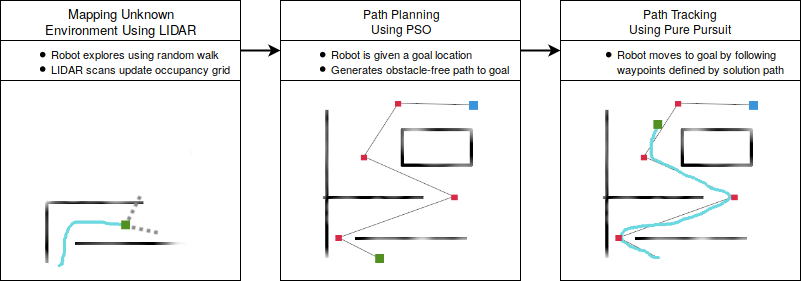 Mapping Unknown
Environment Using LIDAR
Robot explores using random walk
LIDAR scans update occupancy grid
Path Planning
Using PSO
Robot is given a goal location
Generates obstacle-free path to goal
Path Tracking
Using Pure Pursuit
Robot moves to goal by following
waypoints defined by solution path